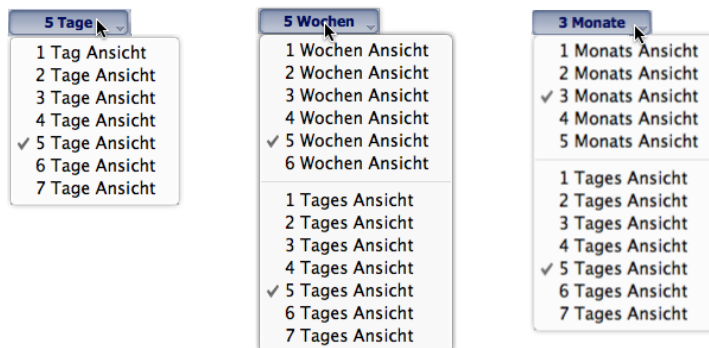 5 Tage
1 Tag Ansicht
2 Tage Ansicht
3 Tage Ansicht
4 Tage Ansicht
5 Tage Ansicht
6 Tage Ansicht
7 Tage Ansicht
5 Wochen
1 Wochen Ansicht
2 Wochen Ansicht
3 Wochen Ansicht
4 Wochen Ansicht
5 Wochen Ansicht
6 Wochen Ansicht
1 Tages Ansicht
2 Tages Ansicht
3 Tages Ansicht
4 Tages Ansicht
5 Tages Ansicht
6 Tages Ansicht
7 Tages Ansicht
3 Monate
1 Monats Ansicht
2 Monats Ansicht
3 Monats Ansicht
4 Monats Ansicht
5 Monats Ansicht
1 Tages Ansicht
2 Tages Ansicht
3 Tages Ansicht
4 Tages Ansicht
5 Tages Ansicht
6 Tages Ansicht
7 Tages Ansicht